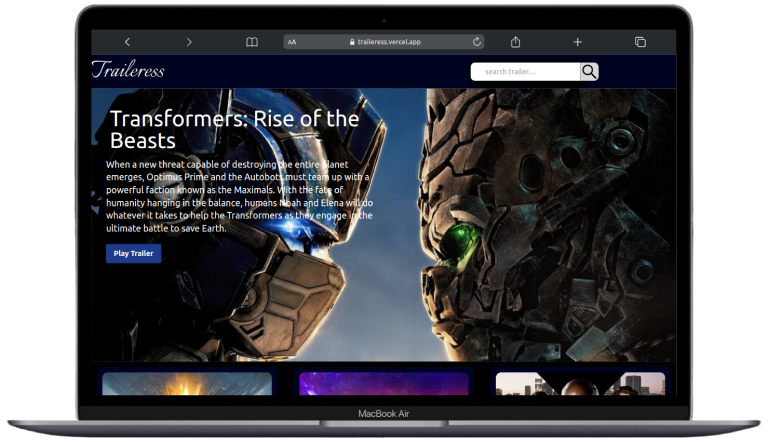 AA traileress.vercel.app
Traileress
search trailer...
Transformers: Rise of the
Beasts
When a new threat capable of destroying the entire planet
emerges, Optimus Prime and the Autobots must team up with a
powerful faction known as the Maximals. With the fate of
humanity hanging in the balance, humans Noah and Elena will do
whatever it takes to help the Transformers as they engage in the
ultimate battle to save Earth.
Play Trailer
MacBook Air